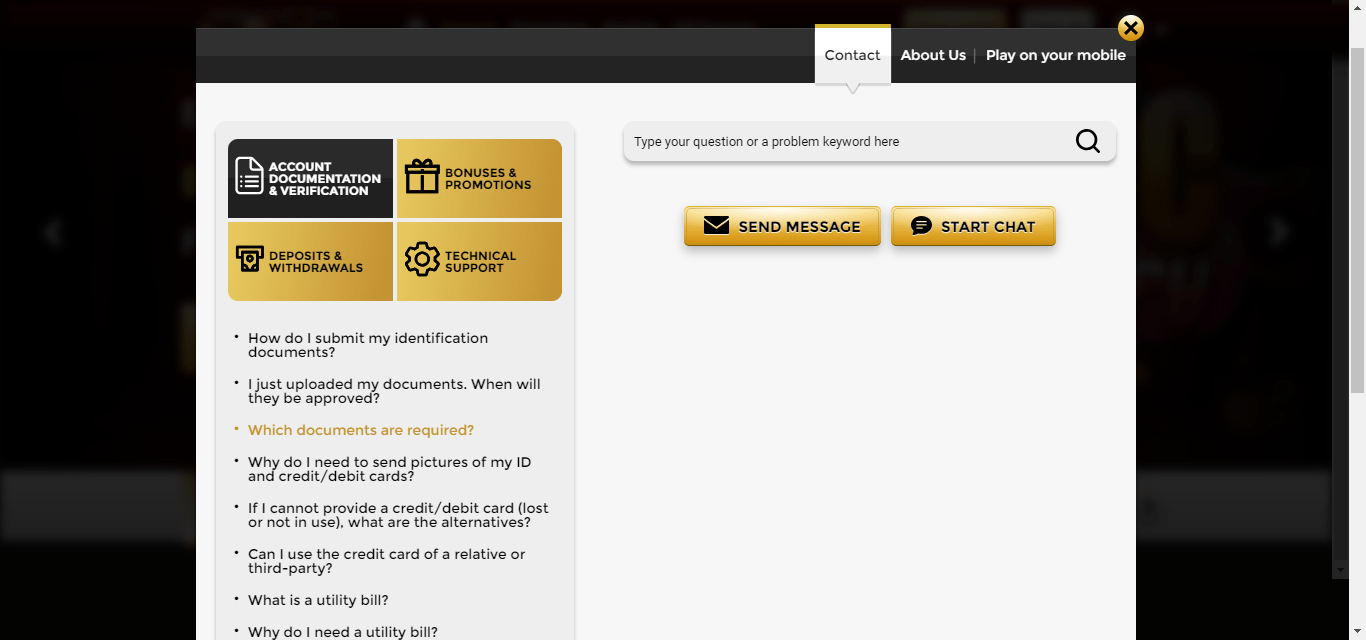 Contact
About Us | Play on your mobile
ACCOUNT
DOCUMENTATION
& VERIFICATION
BONUSES &
PROMOTIONS
DEPOSITS &
WITHDRAWALS
TECHNICAL
SUPPORT
• How do I submit my identification
documents?
• I just uploaded my documents. When will
they be approved?
• Which documents are required?
• Why do I need to send pictures of my ID
and credit/debit cards?
• If I cannot provide a credit/debit card (lost
or not in use), what are the alternatives?
• Can I use the credit card of a relative or
third-party?
• What is a utility bill?
• Why do I need a utility bill?
Type your question or a problem keyword here
SEND MESSAGE
START CHAT